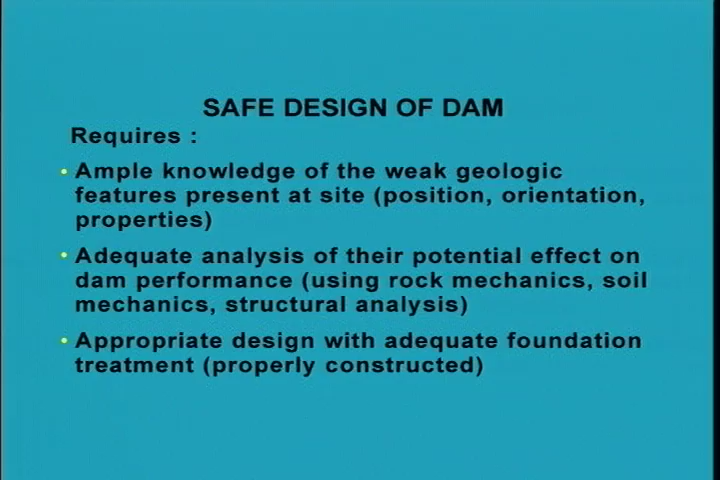 SAFE DESIGN OF DAM
Requires :
• Ample knowledge of the weak geologic
features present at site (position, orientation,
properties)
• Adequate analysis of their potential effect on
dam performance (using rock mechanics, soil
mechanics, structural analysis)
• Appropriate design with adequate foundation
treatment (properly constructed)